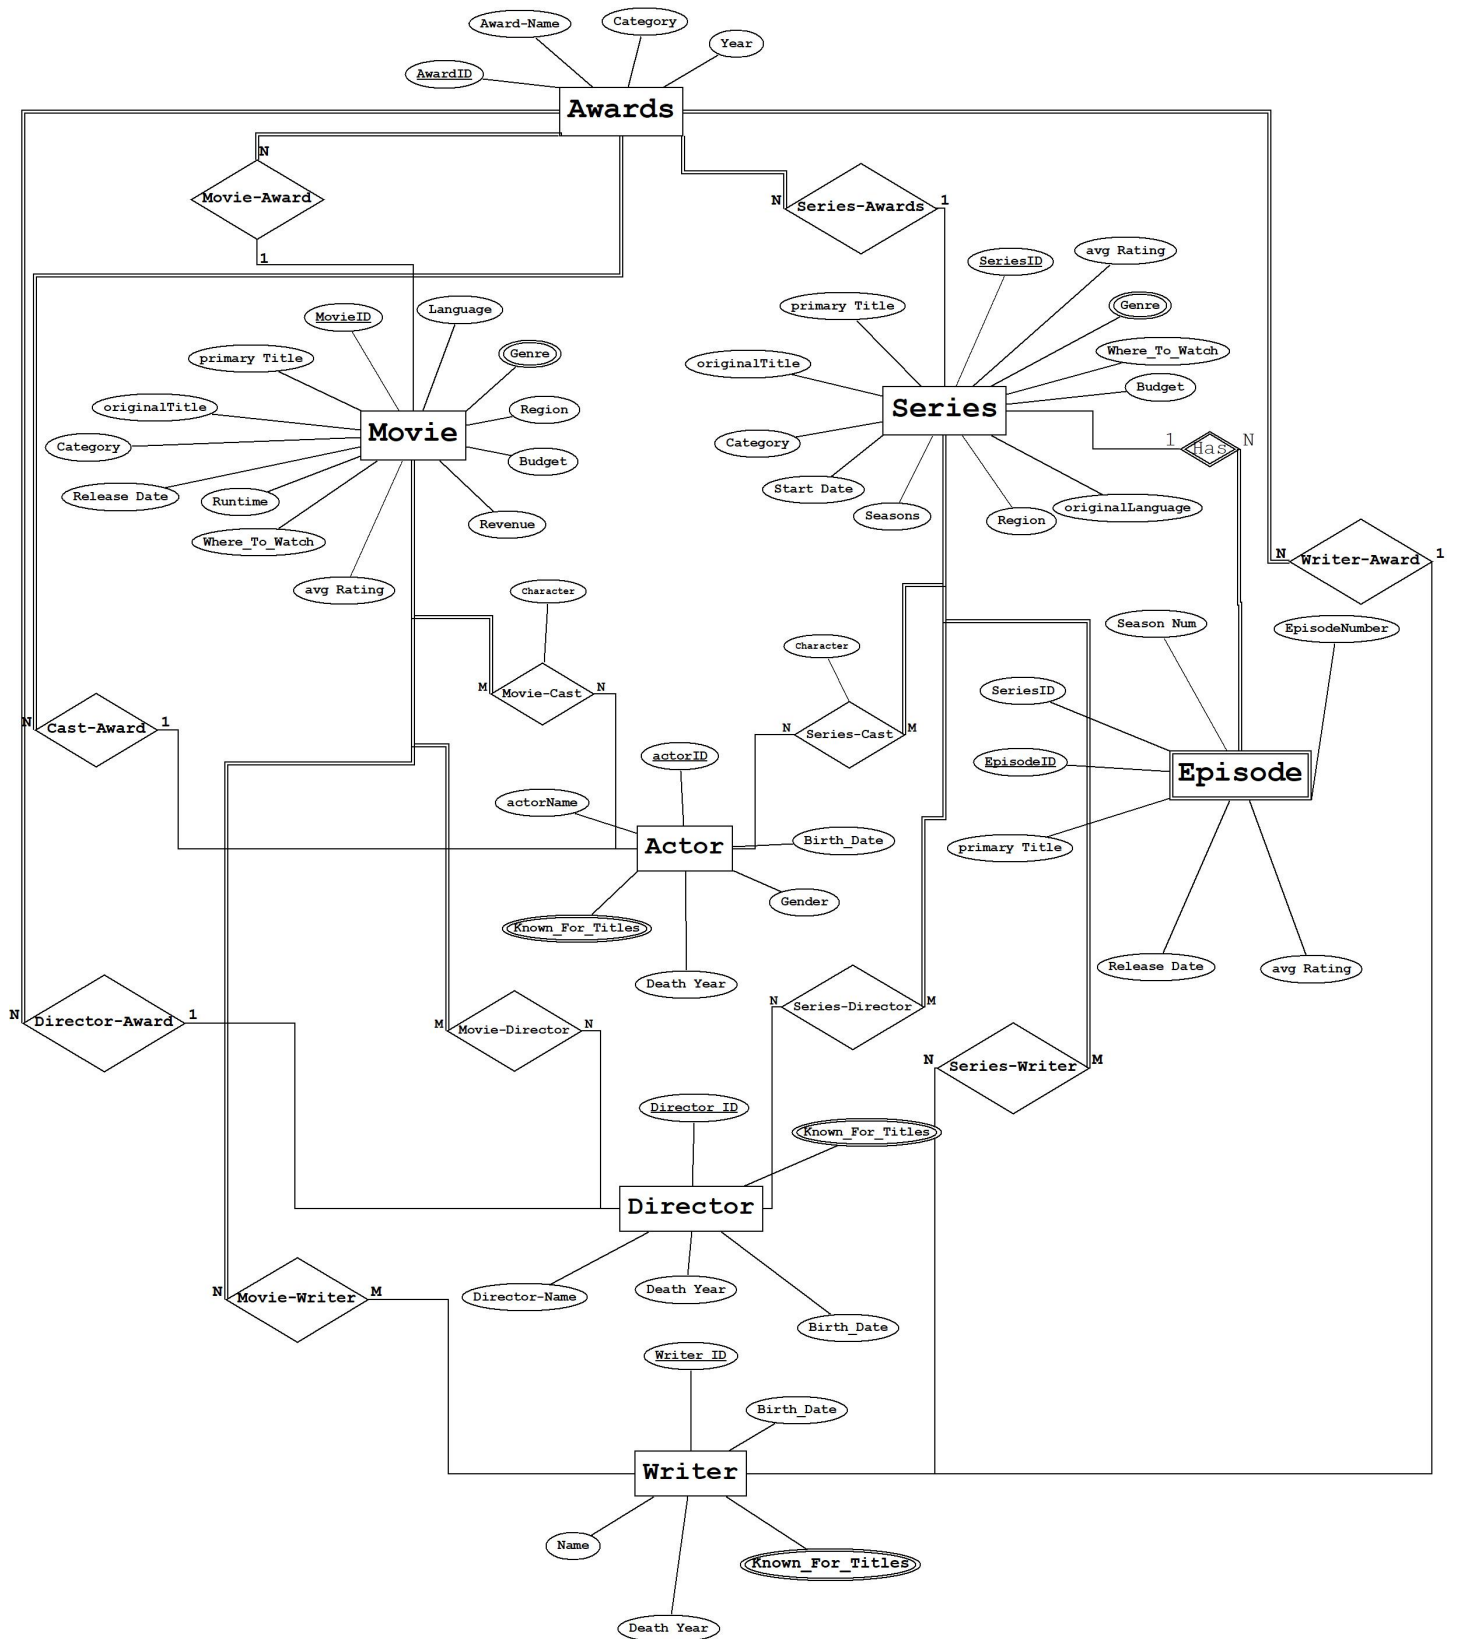 Award-Name
Category
Year
AwardID
Awards
N
Movie-Award
1
N
Series-Awards
1
SeriesID
avg Rating
primary Title
Genre
originalTitle
Where_To_Watch
Budget
Series
Category
Start Date
Seasons
Region
originalLanguage
1
Has
N
MovieID
Language
primary Title
Genre
originalTitle
Region
Movie
Category
Budget
Release Date
Runtime
Revenue
Where_To_Watch
avg Rating
N
Writer-Award
1
Character
M
Movie-Cast
N
Character
N
Series-Cast
M
Season Num
EpisodeNumber
SeriesID
EpisodeID
Episode
primary Title
Release Date
avg Rating
N
Cast-Award
1
actorID
actorName
Actor
Birth_Date
Gender
Known_For_Titles
Death Year
N
Director-Award
1
M
Movie-Director
N
N
Series-Director
M
N
Series-Writer
M
Director ID
Known_For_Titles
Director
Director-Name
Death Year
Birth_Date
N
Movie-Writer
M
Writer ID
Birth_Date
Writer
Name
Known_For_Titles
Death Year